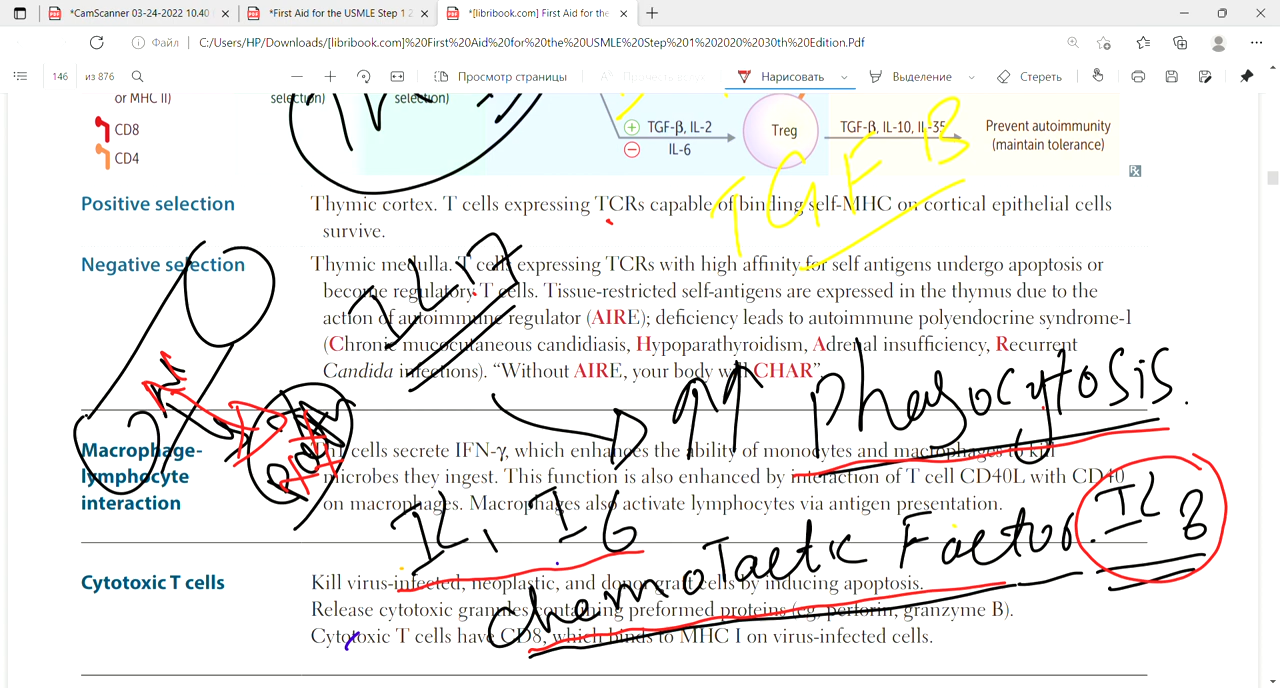 *CamScanner 03-24-2022 10.40
*First Aid for the USMLE Step 1 2
*[libribook.com] First Aid for the
Файл
C:/Users/HP/Downloads/[libribook.com]%20First%20Aid%20for%20the%20USMLE%20Step%201%202020%2030th%20Edition.Pdf
146 из 876
Просмотр страницы
Прочесть вслух
Нарисовать
Выделение
Стереть
or MHC II)
selection)
selection)
CD8
CD4
TGF-β, IL-2
IL-6
Treg
TGF-β, IL-10, IL-35
Prevent autoimmunity
(maintain tolerance)
Rx
TGF B
Positive selection
Thymic cortex. T cells expressing TCRs capable of binding self-MHC on cortical epithelial cells
survive.
Negative selection
Thymic medulla. T cells expressing TCRs with high affinity for self antigens undergo apoptosis or
become regulatory T cells. Tissue-restricted self-antigens are expressed in the thymus due to the
action of autoimmune regulator (AIRE); deficiency leads to autoimmune polyendocrine syndrome-1
(Chronic mucocutaneous candidiasis, Hypoparathyroidism, Adrenal insufficiency, Recurrent
Candida infections). “Without AIRE, your body will CHAR”.
IL 17
↑↑ phagocytosis.
PMN
Macrophage-
lymphocyte
interaction
Th1 cells secrete IFN-γ, which enhances the ability of monocytes and macrophages to kill
microbes they ingest. This function is also enhanced by interaction of T cell CD40L with CD40
on macrophages. Macrophages also activate lymphocytes via antigen presentation.
IL 1 I 6
chemoTactic Factor.
IL 8
Cytotoxic T cells
Kill virus-infected, neoplastic, and donor graft cells by inducing apoptosis.
Release cytotoxic granules containing preformed proteins (eg, perforin, granzyme B).
Cytotoxic T cells have CD8, which binds to MHC I on virus-infected cells.